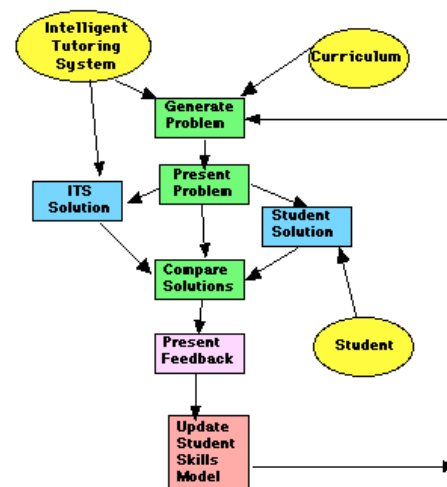 Intelligent
Tutoring
System
Curriculum
Generate
Problem
Present
Problem
ITS
Solution
Student
Solution
Compare
Solutions
Present
Feedback
Student
Update
Student
Skills
Model